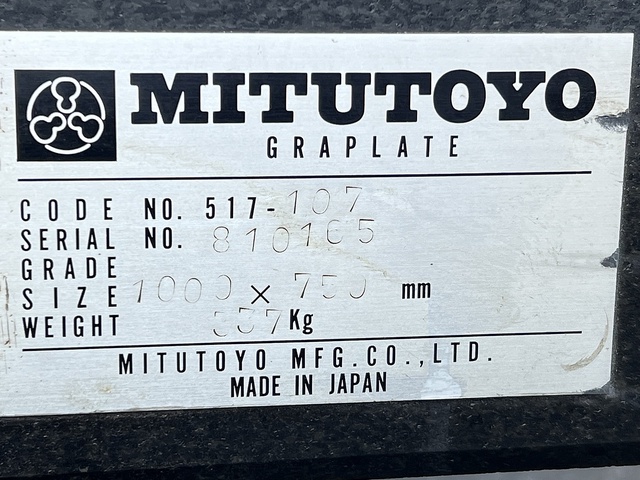 MITUTOYO
GRAPLATE
CODE NO. 517-107
SERIAL NO. 810105
GRADE
SIZE 1000 × 750 mm
WEIGHT Kg
MITUTOYO MFG.CO.,LTD.
MADE IN JAPAN